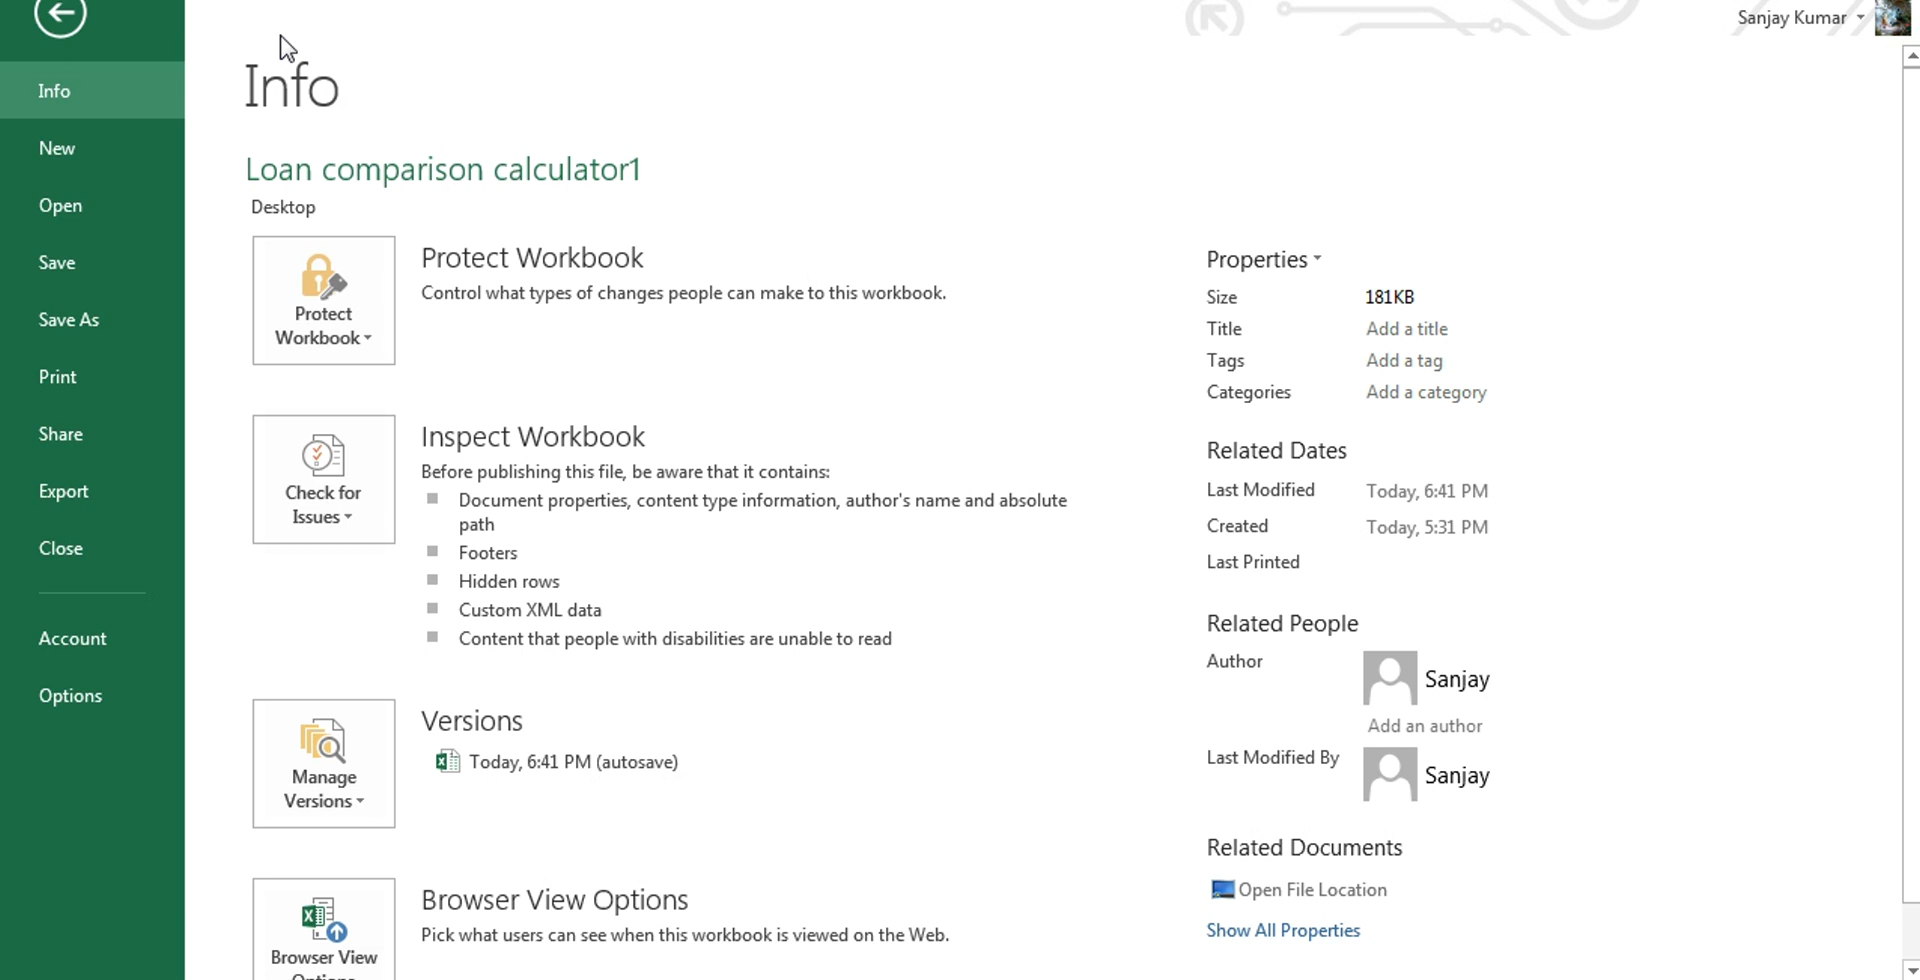 Sanjay Kumar
Info
New
Open
Save
Save As
Print
Share
Export
Close
Account
Options
Info
Loan comparison calculator1
Desktop
Protect
Workbook
Protect Workbook
Control what types of changes people can make to this workbook.
Check for
Issues
Inspect Workbook
Before publishing this file, be aware that it contains:
Document properties, content type information, author's name and absolute
path
Footers
Hidden rows
Custom XML data
Content that people with disabilities are unable to read
Manage
Versions
Versions
Today, 6:41 PM (autosave)
Browser View
Options
Browser View Options
Pick what users can see when this workbook is viewed on the Web.
Properties
Size 181KB
Title Add a title
Tags Add a tag
Categories Add a category
Related Dates
Last Modified Today, 6:41 PM
Created Today, 5:31 PM
Last Printed
Related People
Author Sanjay
Add an author
Last Modified By Sanjay
Related Documents
Open File Location
Show All Properties